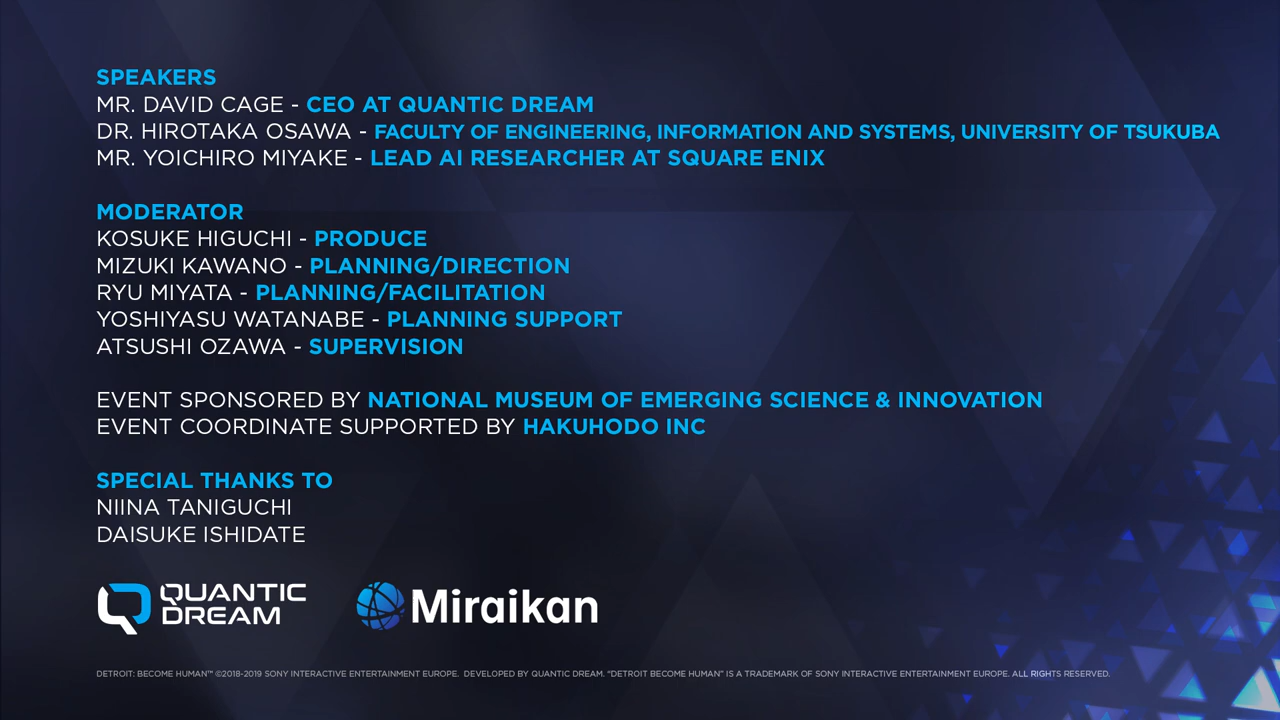 SPEAKERS
MR. DAVID CAGE - CEO AT QUANTIC DREAM
DR. HIROTAKA OSAWA - FACULTY OF ENGINEERING, INFORMATION AND SYSTEMS, UNIVERSITY OF TSUKUBA
MR. YOICHIRO MIYAKE - LEAD AI RESEARCHER AT SQUARE ENIX
MODERATOR
KOSUKE HIGUCHI - PRODUCE
MIZUKI KAWANO - PLANNING/DIRECTION
RYU MIYATA - PLANNING/FACILITATION
YOSHIYASU WATANABE - PLANNING SUPPORT
ATSUSHI OZAWA - SUPERVISION
EVENT SPONSORED BY NATIONAL MUSEUM OF EMERGING SCIENCE & INNOVATION
EVENT COORDINATE SUPPORTED BY HAKUHODO INC
SPECIAL THANKS TO
NIINA TANIGUCHI
DAISUKE ISHIDATE
QUANTIC
DREAM
Miraikan
DETROIT: BECOME HUMAN™ ©2018-2019 SONY INTERACTIVE ENTERTAINMENT EUROPE. DEVELOPED BY QUANTIC DREAM. "DETROIT BECOME HUMAN" IS A TRADEMARK OF SONY INTERACTIVE ENTERTAINMENT EUROPE. ALL RIGHTS RESERVED.